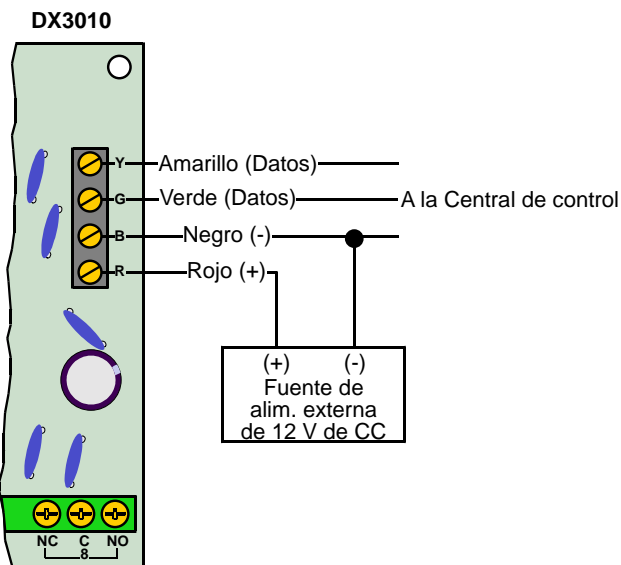 DX3010
Y Amarillo (Datos)
G Verde (Datos) A la Central de control
B Negro (-)
R Rojo (+)
(+) (-)
Fuente de
alim. externa
de 12 V de CC
NC C NO
8